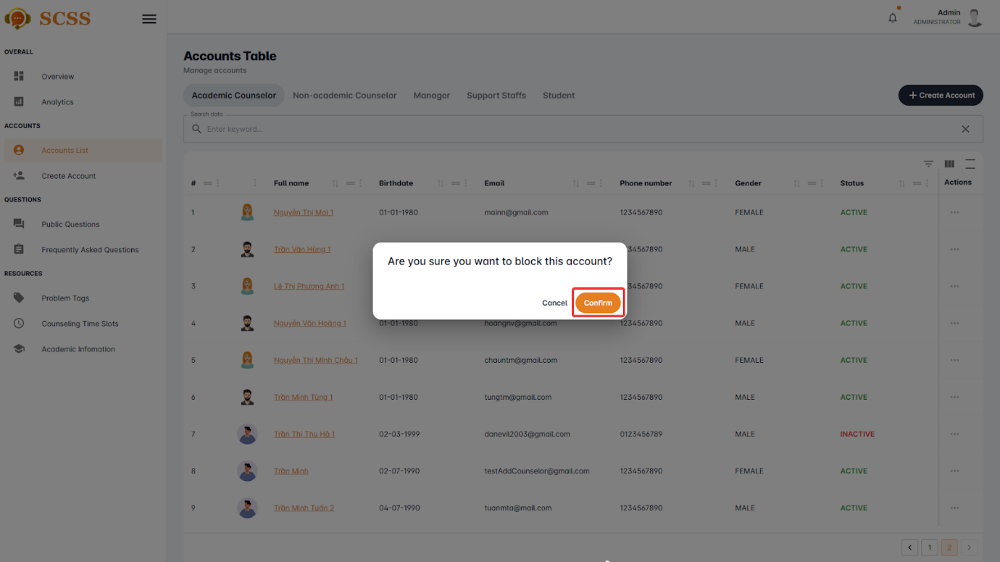 SCSS
Admin
ADMINISTRATOR
OVERALL
Overview
Analytics
ACCOUNTS
Accounts List
Create Account
QUESTIONS
Public Questions
Frequently Asked Questions
RESOURCES
Problem Tags
Counseling Time Slots
Academic Infomation
Accounts Table
Manage accounts
Academic Counselor Non-academic Counselor Manager Support Staffs Student + Create Account
Search data
Enter keyword...
# Full name Birthdate Email Phone number Gender Status Actions
1 Nguyễn Thị Mai 1 01-01-1980 mainn@gmail.com 1234567890 FEMALE ACTIVE
2 Trần Văn Hùng 1 34567890 MALE ACTIVE
3 Lê Thị Phương Anh 1 34567890 FEMALE ACTIVE
4 Nguyễn Văn Hoàng 1 01-01-1980 hoangnv@gmail.com 1234567890 MALE ACTIVE
5 Nguyễn Thị Minh Châu 1 01-01-1980 chauntm@gmail.com 1234567890 FEMALE ACTIVE
6 Trần Minh Tùng 1 01-01-1980 tungtm@gmail.com 1234567890 MALE ACTIVE
7 Trần Thị Thu Hà 1 02-03-1999 danevil2003@gmail.com 0123456789 MALE INACTIVE
8 Trần Minh 02-07-1990 testAddCounselor@gmail.com 1234567890 FEMALE ACTIVE
9 Trần Minh Tuấn 2 04-07-1990 tuanmta@mail.com 1234567890 MALE ACTIVE
Are you sure you want to block this account?
Cancel Confirm
1 2